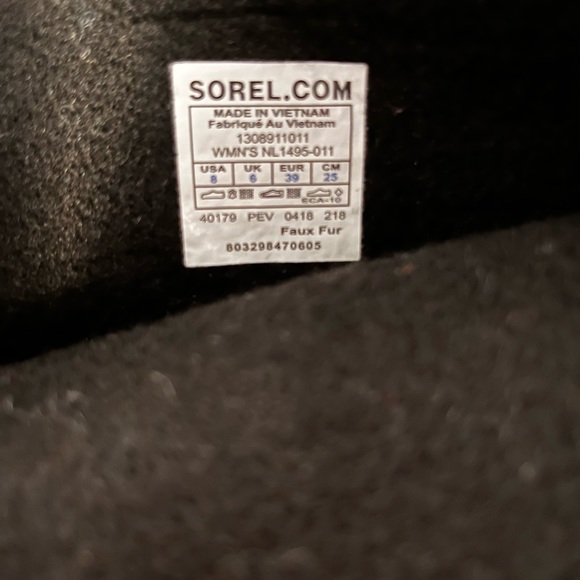 SOREL.COM
MADE IN VIETNAM
Fabriqué Au Vietnam
1308911011
WMN'S NL1495-011
USA UK EUR CM
8 6 39 25
ECA-10
40179 PEV 0418 218
Faux Fur
803298470605